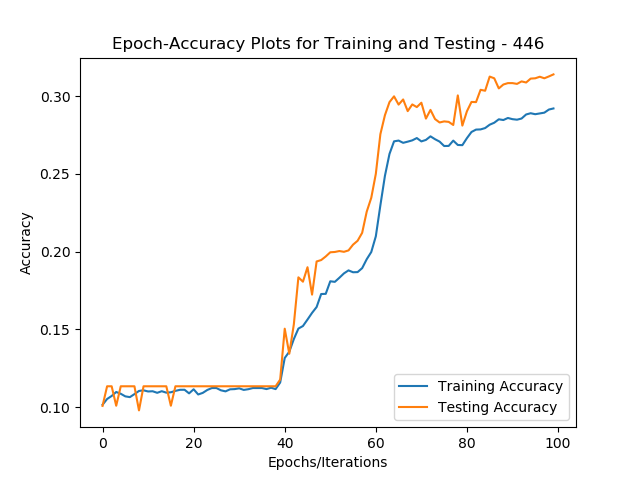 Epoch-Accuracy Plots for Training and Testing - 446
0.30
0.25
0.20
0.15
0.10
Accuracy
0
20
40
60
80
100
Epochs/Iterations
Training Accuracy
Testing Accuracy